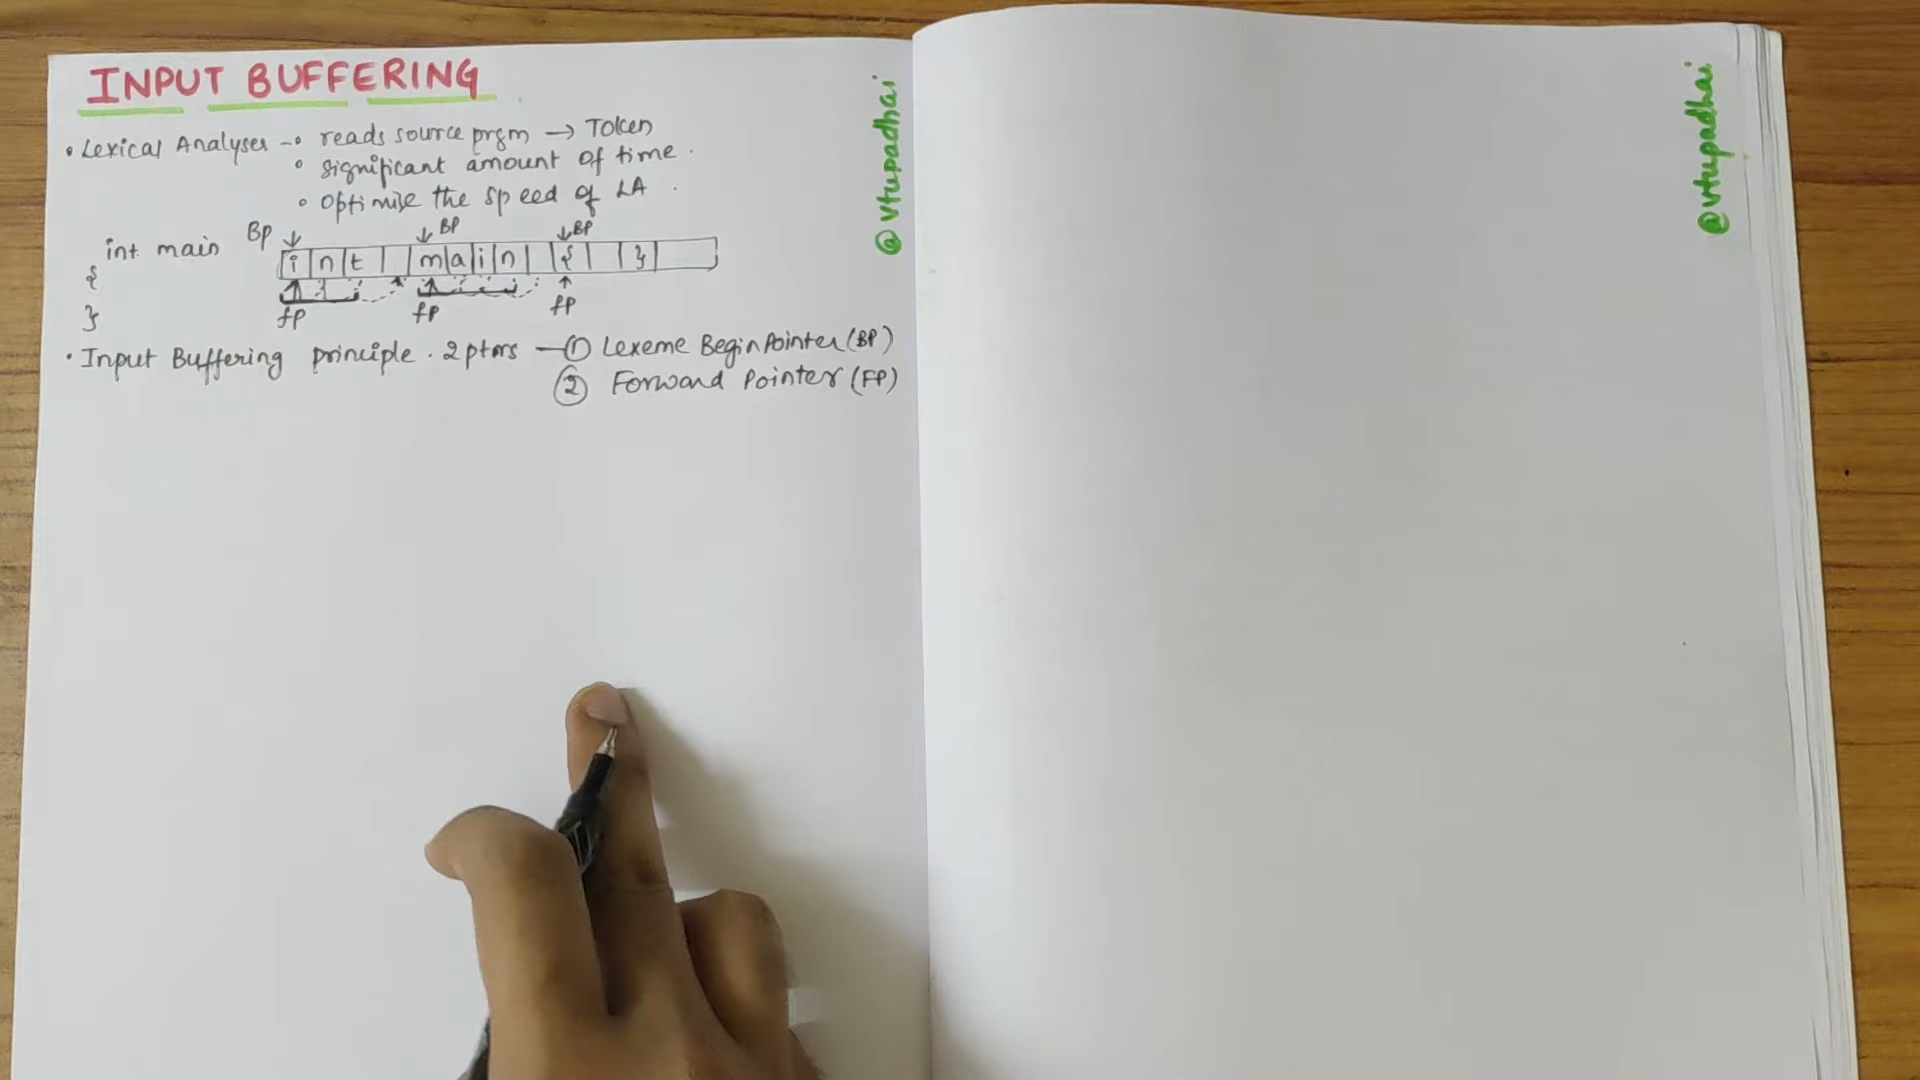 INPUT BUFFERING
• Lexical Analyser -• reads source prgm → Token
• significant amount of time.
• optimise the speed of LA.
Bp ↓ ↓ BP ↓BP
int main
{
}
i n t m a i n { }
fp fp fp
• Input Buffering principle. 2 ptrs — ① Lexeme Begin Pointer (BP)
② Forward Pointer (FP)
@vtupadhai
@vtupadhai